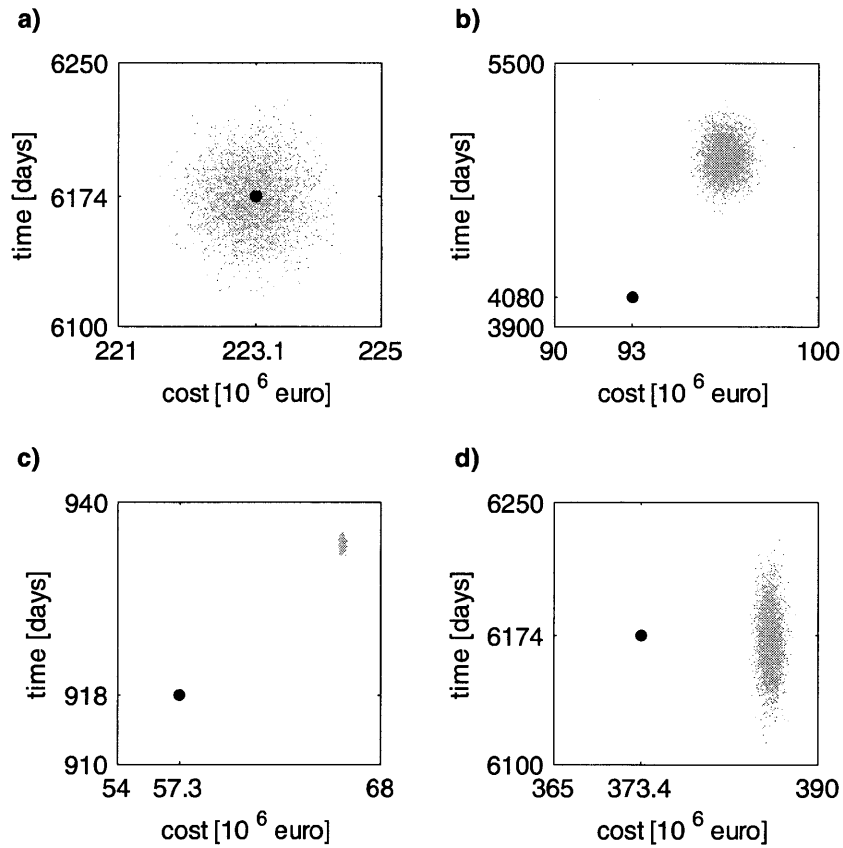 a)
6250
6174
6100
time [days]
221 223.1 225
cost [10 6 euro]
b)
5500
4080
3900
time [days]
90 93 100
cost [10 6 euro]
c)
940
918
910
time [days]
54 57.3 68
cost [10 6 euro]
d)
6250
6174
6100
time [days]
365 373.4 390
cost [10 6 euro]